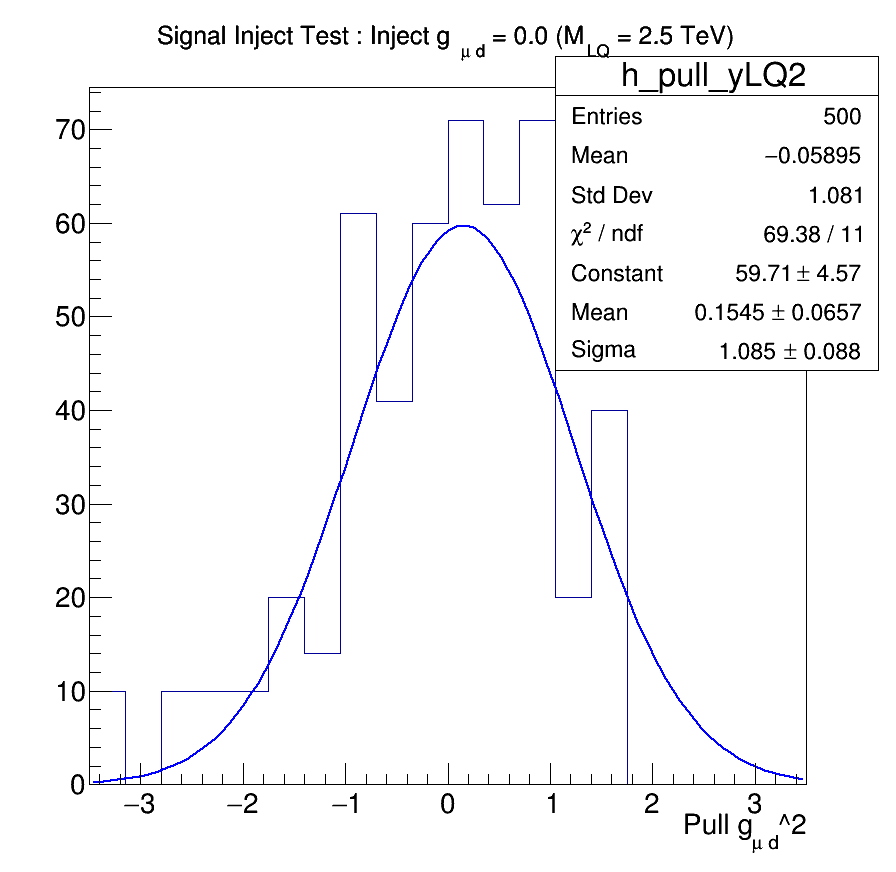 Signal Inject Test : Inject g μ d = 0.0 (M LQ = 2.5 TeV)
h_pull_yLQ2
Entries 500
Mean −0.05895
Std Dev 1.081
χ² / ndf 69.38 / 11
Constant 59.71 ± 4.57
Mean 0.1545 ± 0.0657
Sigma 1.085 ± 0.088
70
60
50
40
30
20
10
0
−3 −2 −1 0 1 2 3
Pull g μ d ^2